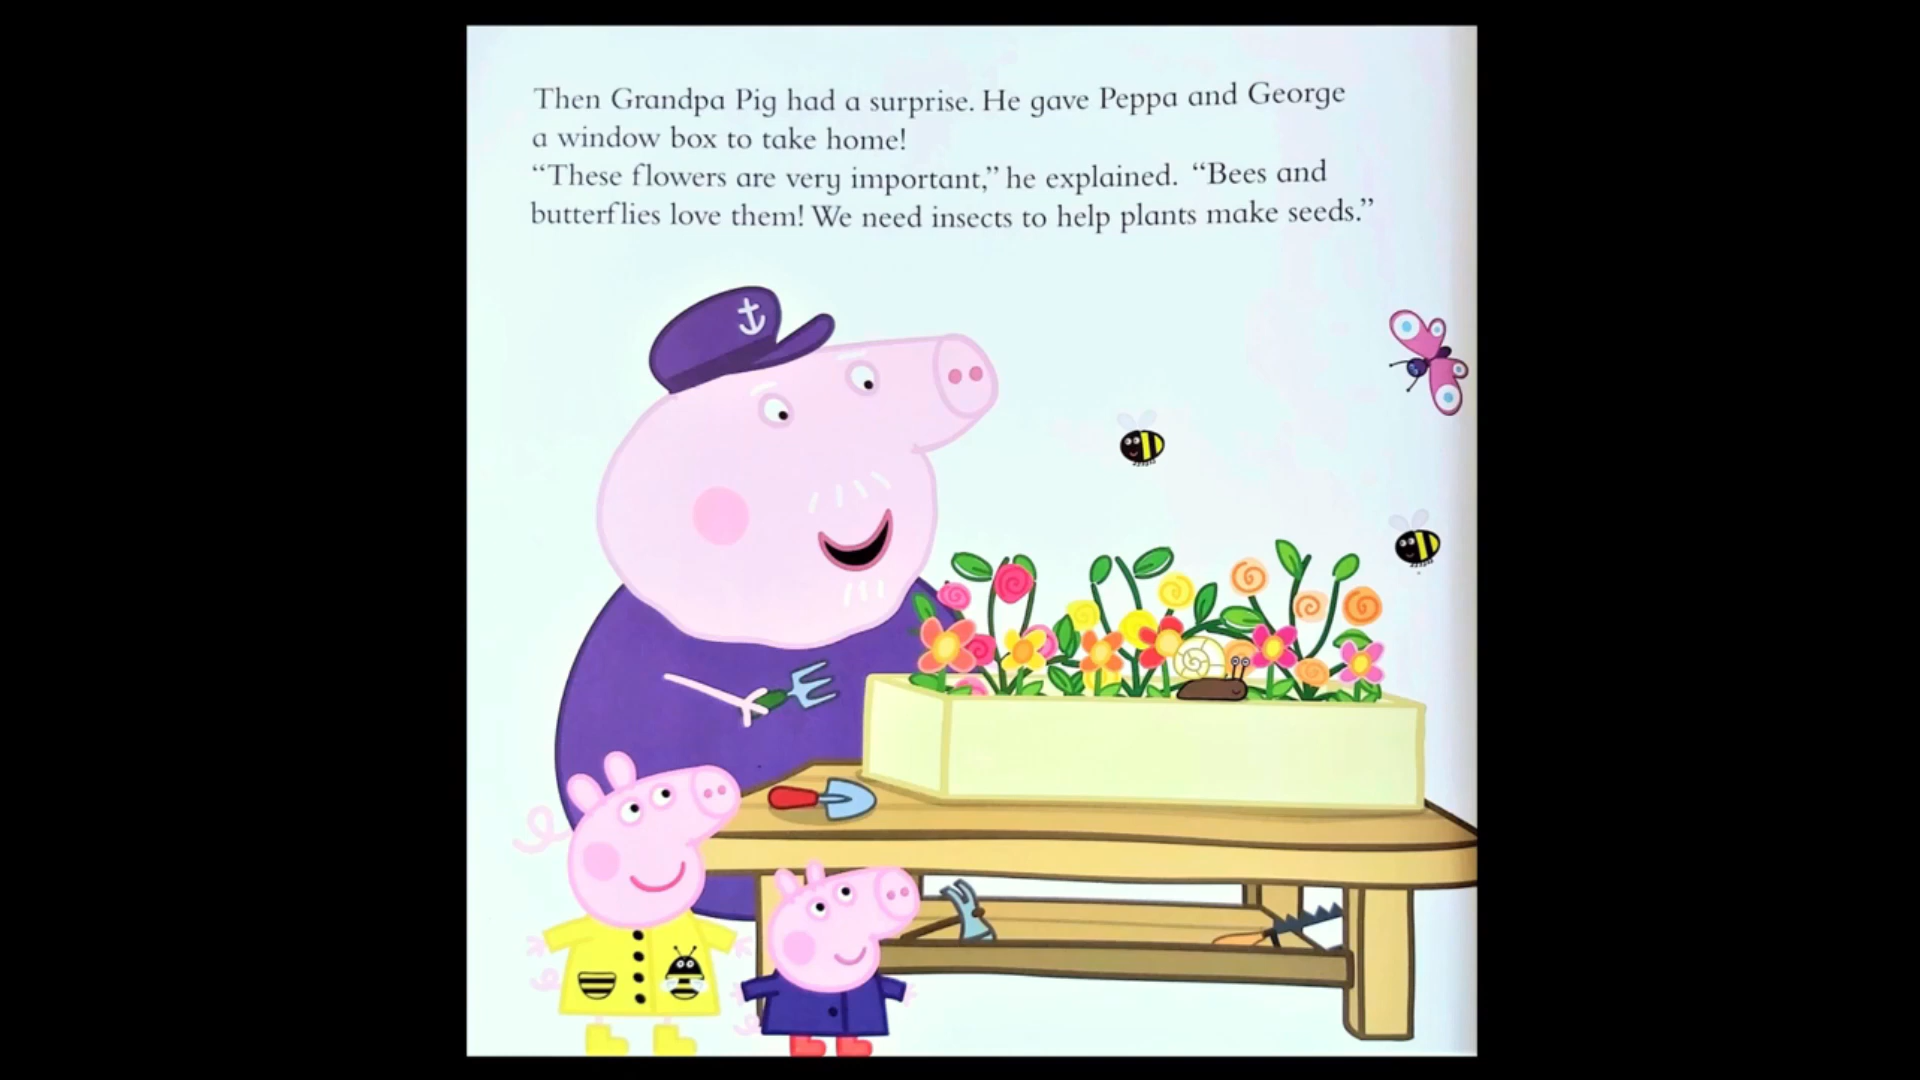 Then Grandpa Pig had a surprise. He gave Peppa and George
a window box to take home!
“These flowers are very important,” he explained. “Bees and
butterflies love them! We need insects to help plants make seeds.”